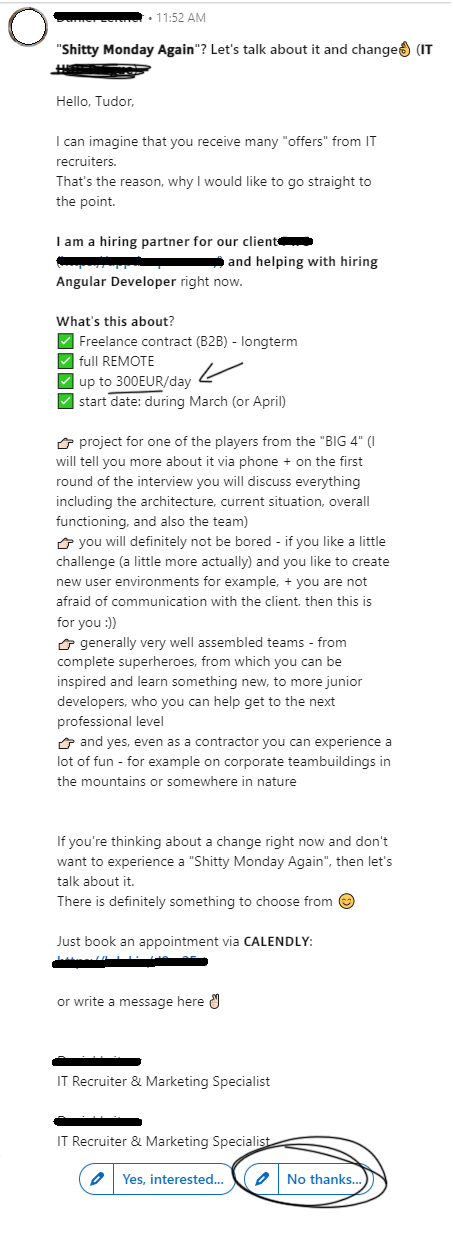 • 11:52 AM
"Shitty Monday Again"? Let's talk about it and change👌 (IT
Hello, Tudor,
I can imagine that you receive many "offers" from IT
recruiters.
That's the reason, why I would like to go straight to
the point.
I am a hiring partner for our client
and helping with hiring
Angular Developer right now.
What's this about?
✅ Freelance contract (B2B) - longterm
✅ full REMOTE
✅ up to 300EUR/day
✅ start date: during March (or April)
👉🏻 project for one of the players from the "BIG 4" (I
will tell you more about it via phone + on the first
round of the interview you will discuss everything
including the architecture, current situation, overall
functioning, and also the team)
👉🏻 you will definitely not be bored - if you like a little
challenge (a little more actually) and you like to create
new user environments for example, + you are not
afraid of communication with the client. then this is
for you :))
👉🏻 generally very well assembled teams - from
complete superheroes, from which you can be
inspired and learn something new, to more junior
developers, who you can help get to the next
professional level
👉🏻 and yes, even as a contractor you can experience a
lot of fun - for example on corporate teambuildings in
the mountains or somewhere in nature
If you're thinking about a change right now and don't
want to experience a "Shitty Monday Again", then let's
talk about it.
There is definitely something to choose from 😊
Just book an appointment via CALENDLY:
or write a message here ✌🏻
IT Recruiter & Marketing Specialist
IT Recruiter & Marketing Specialist
Yes, interested...
No thanks...